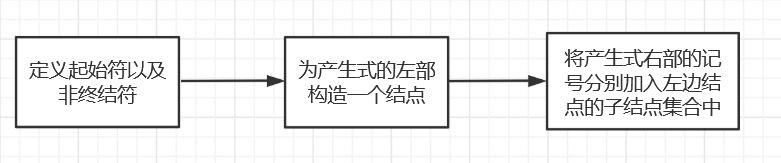 定义起始符以及
非终结符
为产生式的左部
构造一个结点
将产生式右部的记
号分别加入左边结
点的子结点集合中